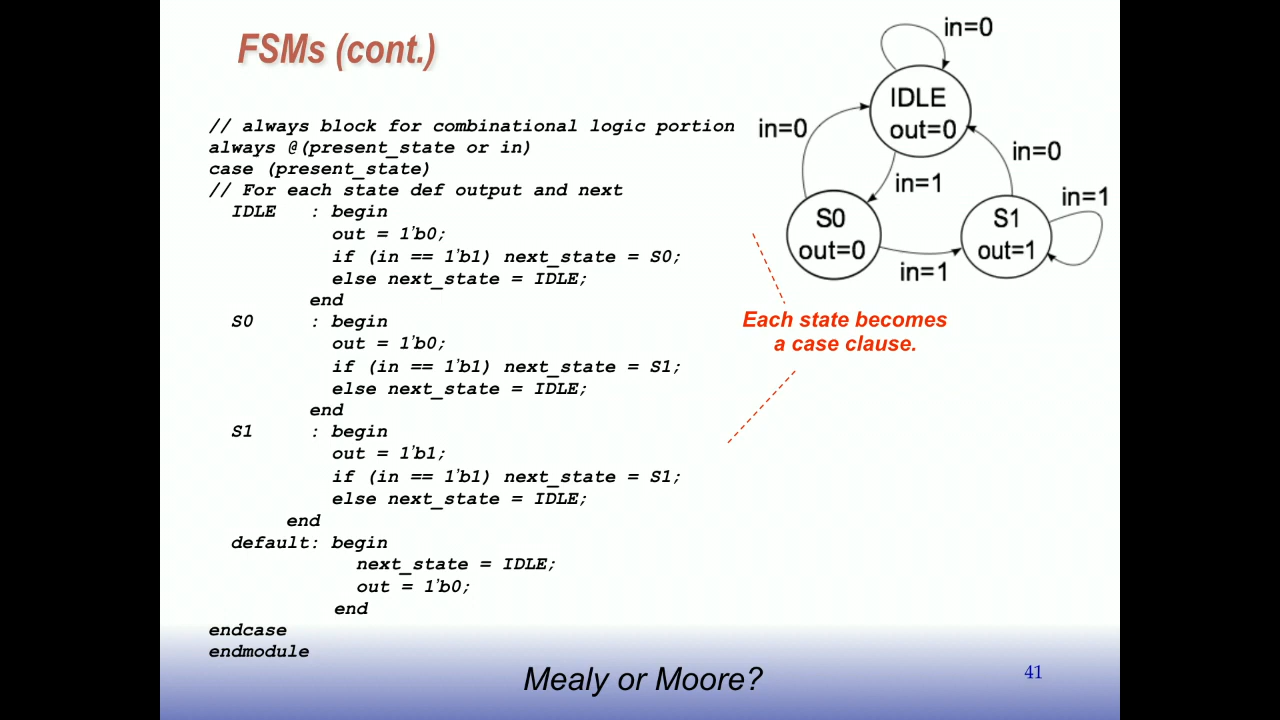 FSMs (cont.)
// always block for combinational logic portion
always @(present_state or in)
case (present_state)
// For each state def output and next
IDLE : begin
out = 1’b0;
if (in == 1’b1) next_state = S0;
else next_state = IDLE;
end
S0 : begin
out = 1’b0;
if (in == 1’b1) next_state = S1;
else next_state = IDLE;
end
S1 : begin
out = 1’b1;
if (in == 1’b1) next_state = S1;
else next_state = IDLE;
end
default: begin
next_state = IDLE;
out = 1’b0;
end
endcase
endmodule
in=0
IDLE
out=0
in=0
in=0
in=1
in=1
S0
out=0
S1
out=1
in=1
Each state becomes
a case clause.
Mealy or Moore?
41